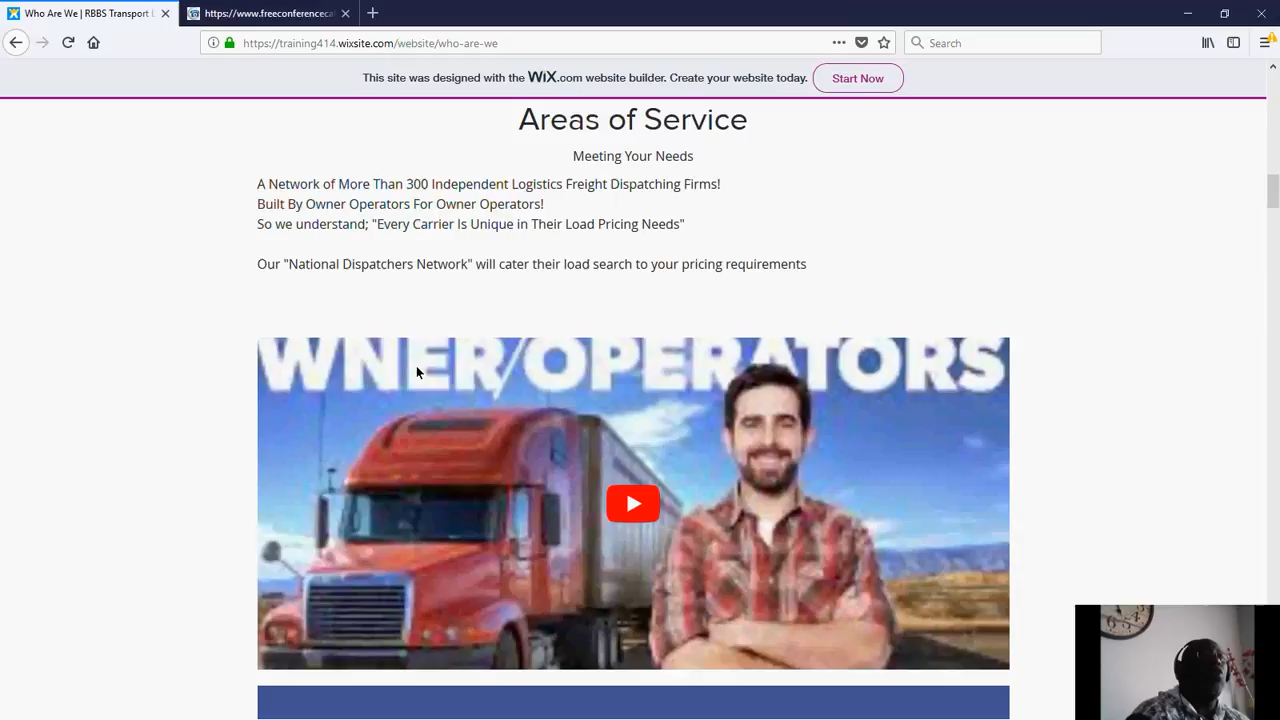 Who Are We | RBBS Transport L
https://www.freeconferenceca
https://training414.wixsite.com/website/who-are-we
Search
This site was designed with the WiX.com website builder. Create your website today.
Start Now
Areas of Service
Meeting Your Needs
A Network of More Than 300 Independent Logistics Freight Dispatching Firms!
Built By Owner Operators For Owner Operators!
So we understand; "Every Carrier Is Unique in Their Load Pricing Needs"
Our "National Dispatchers Network" will cater their load search to your pricing requirements
WNER/OPERATORS